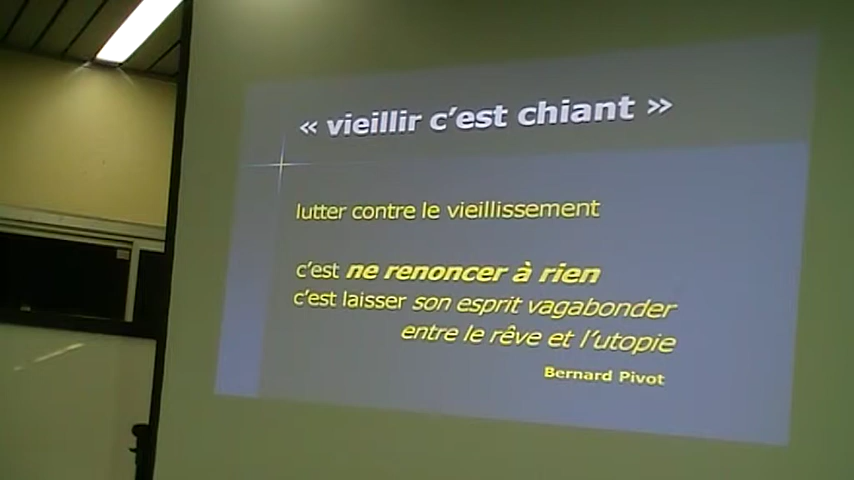 « vieillir c'est chiant »
lutter contre le vieillissement
c'est ne renoncer à rien
c'est laisser son esprit vagabonder
entre le rêve et l'utopie
Bernard Pivot